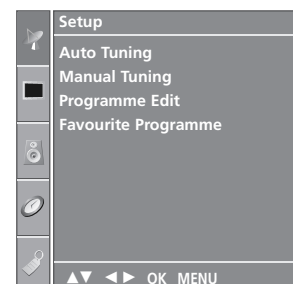 Setup
Auto Tuning
Manual Tuning
Programme Edit
Favourite Programme
▲▼ ◄► OK MENU